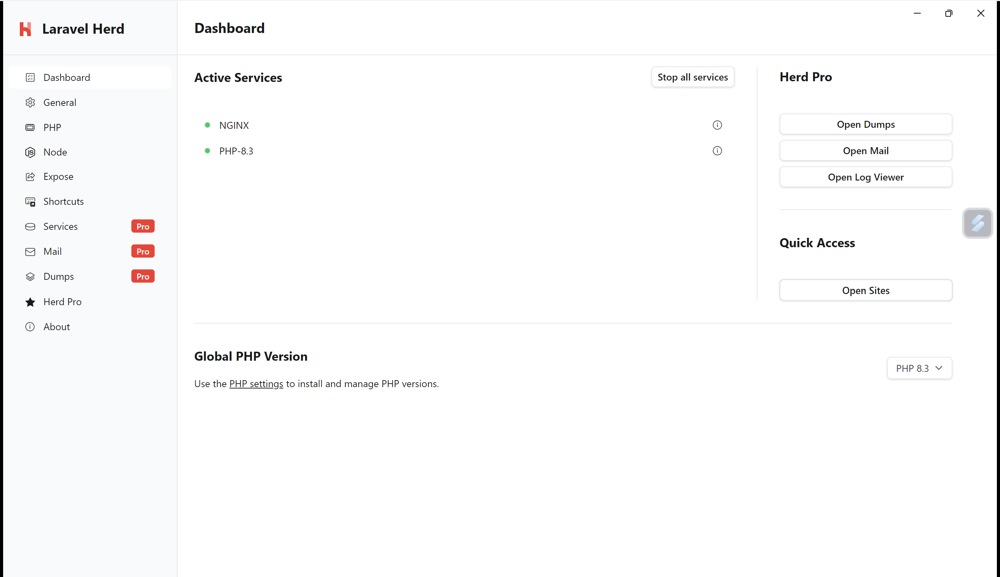 Laravel Herd
Dashboard
General
PHP
Node
Expose
Shortcuts
Services Pro
Mail Pro
Dumps Pro
Herd Pro
About
Dashboard
Active Services
Stop all services
NGINX
PHP-8.3
Herd Pro
Open Dumps
Open Mail
Open Log Viewer
Quick Access
Open Sites
Global PHP Version
Use the PHP settings to install and manage PHP versions.
PHP 8.3